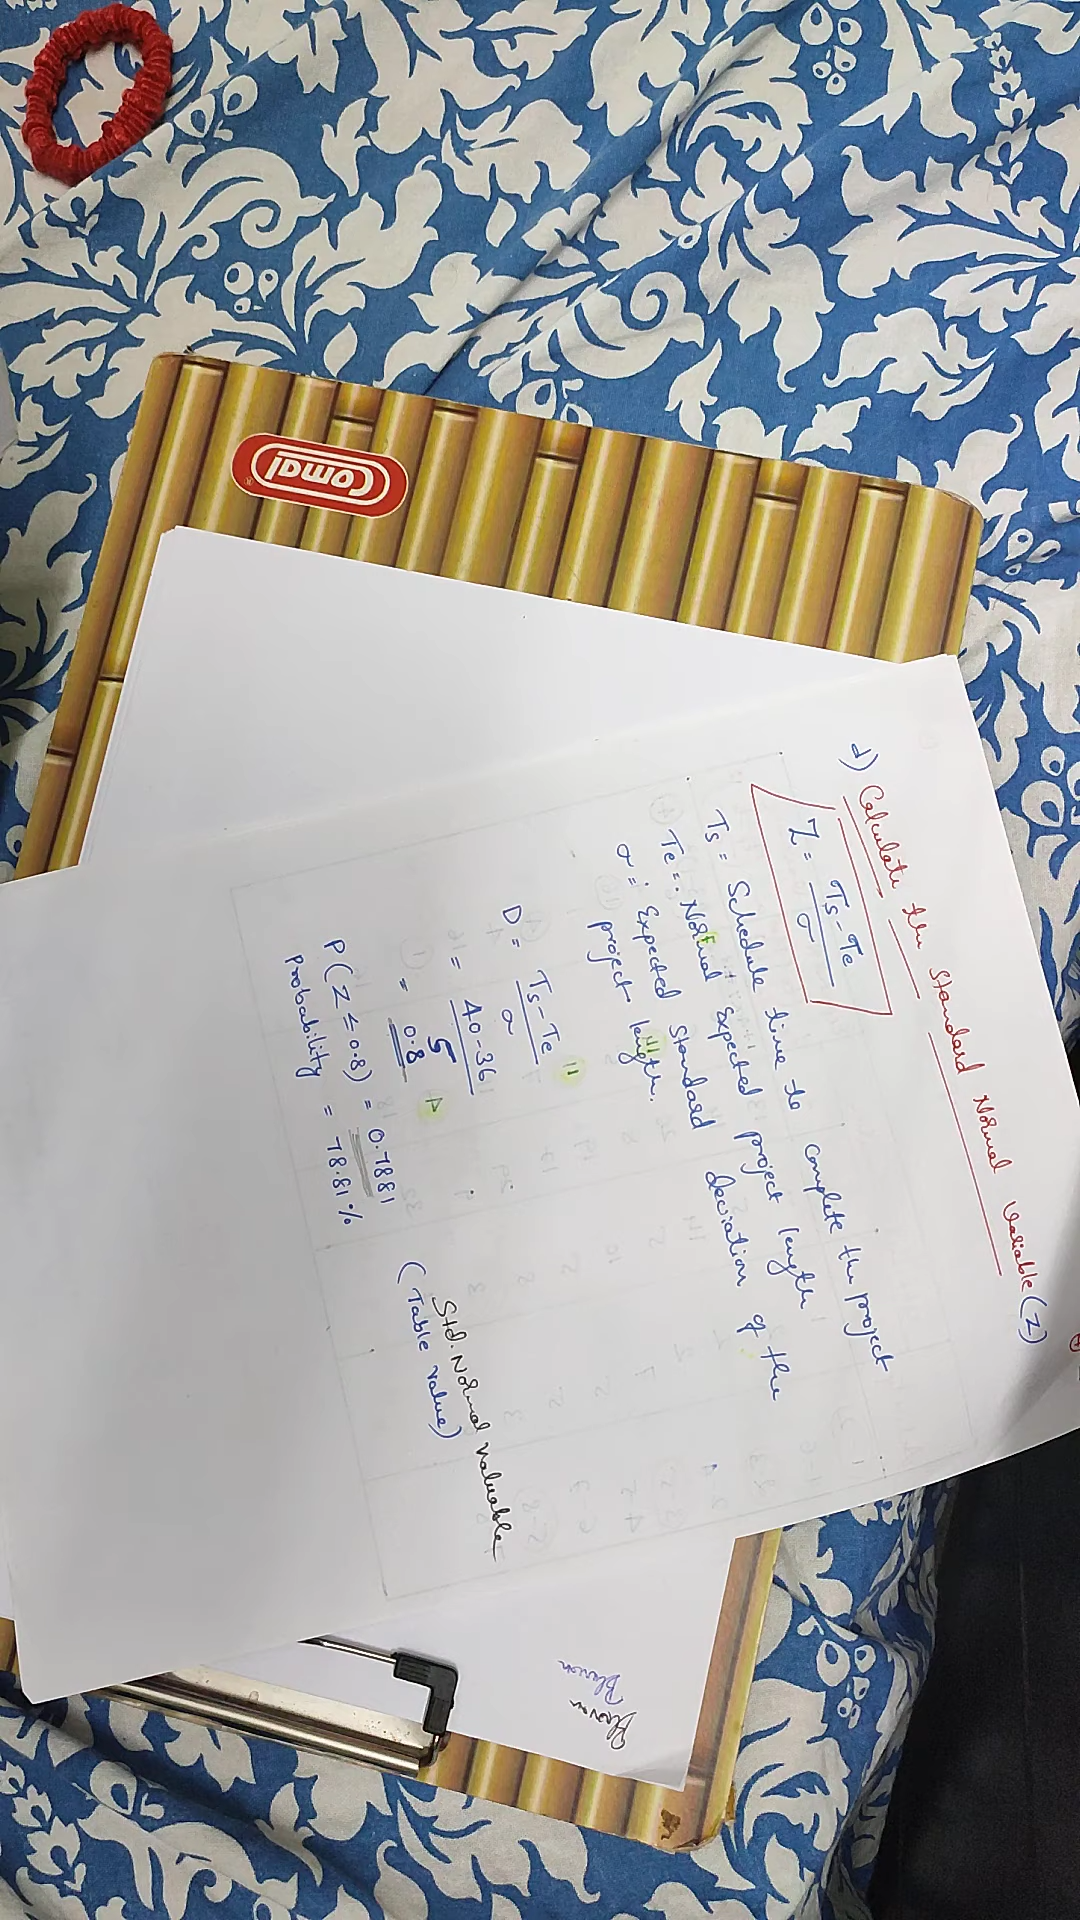 Comal
d) Calculate the Standard Normal Variable (Z)
Z = Ts - Te / σ
Ts = Schedule time to complete the project
Te = Normal Expected project length
σ = Expected Standard deviation of the
project length.
D = Ts - Te / σ
= 40 - 36 / 5
= 0.8
Std. Normal Valuable
P(Z ≤ 0.8) = 0.7881 (Table value)
Probability = 78.81%